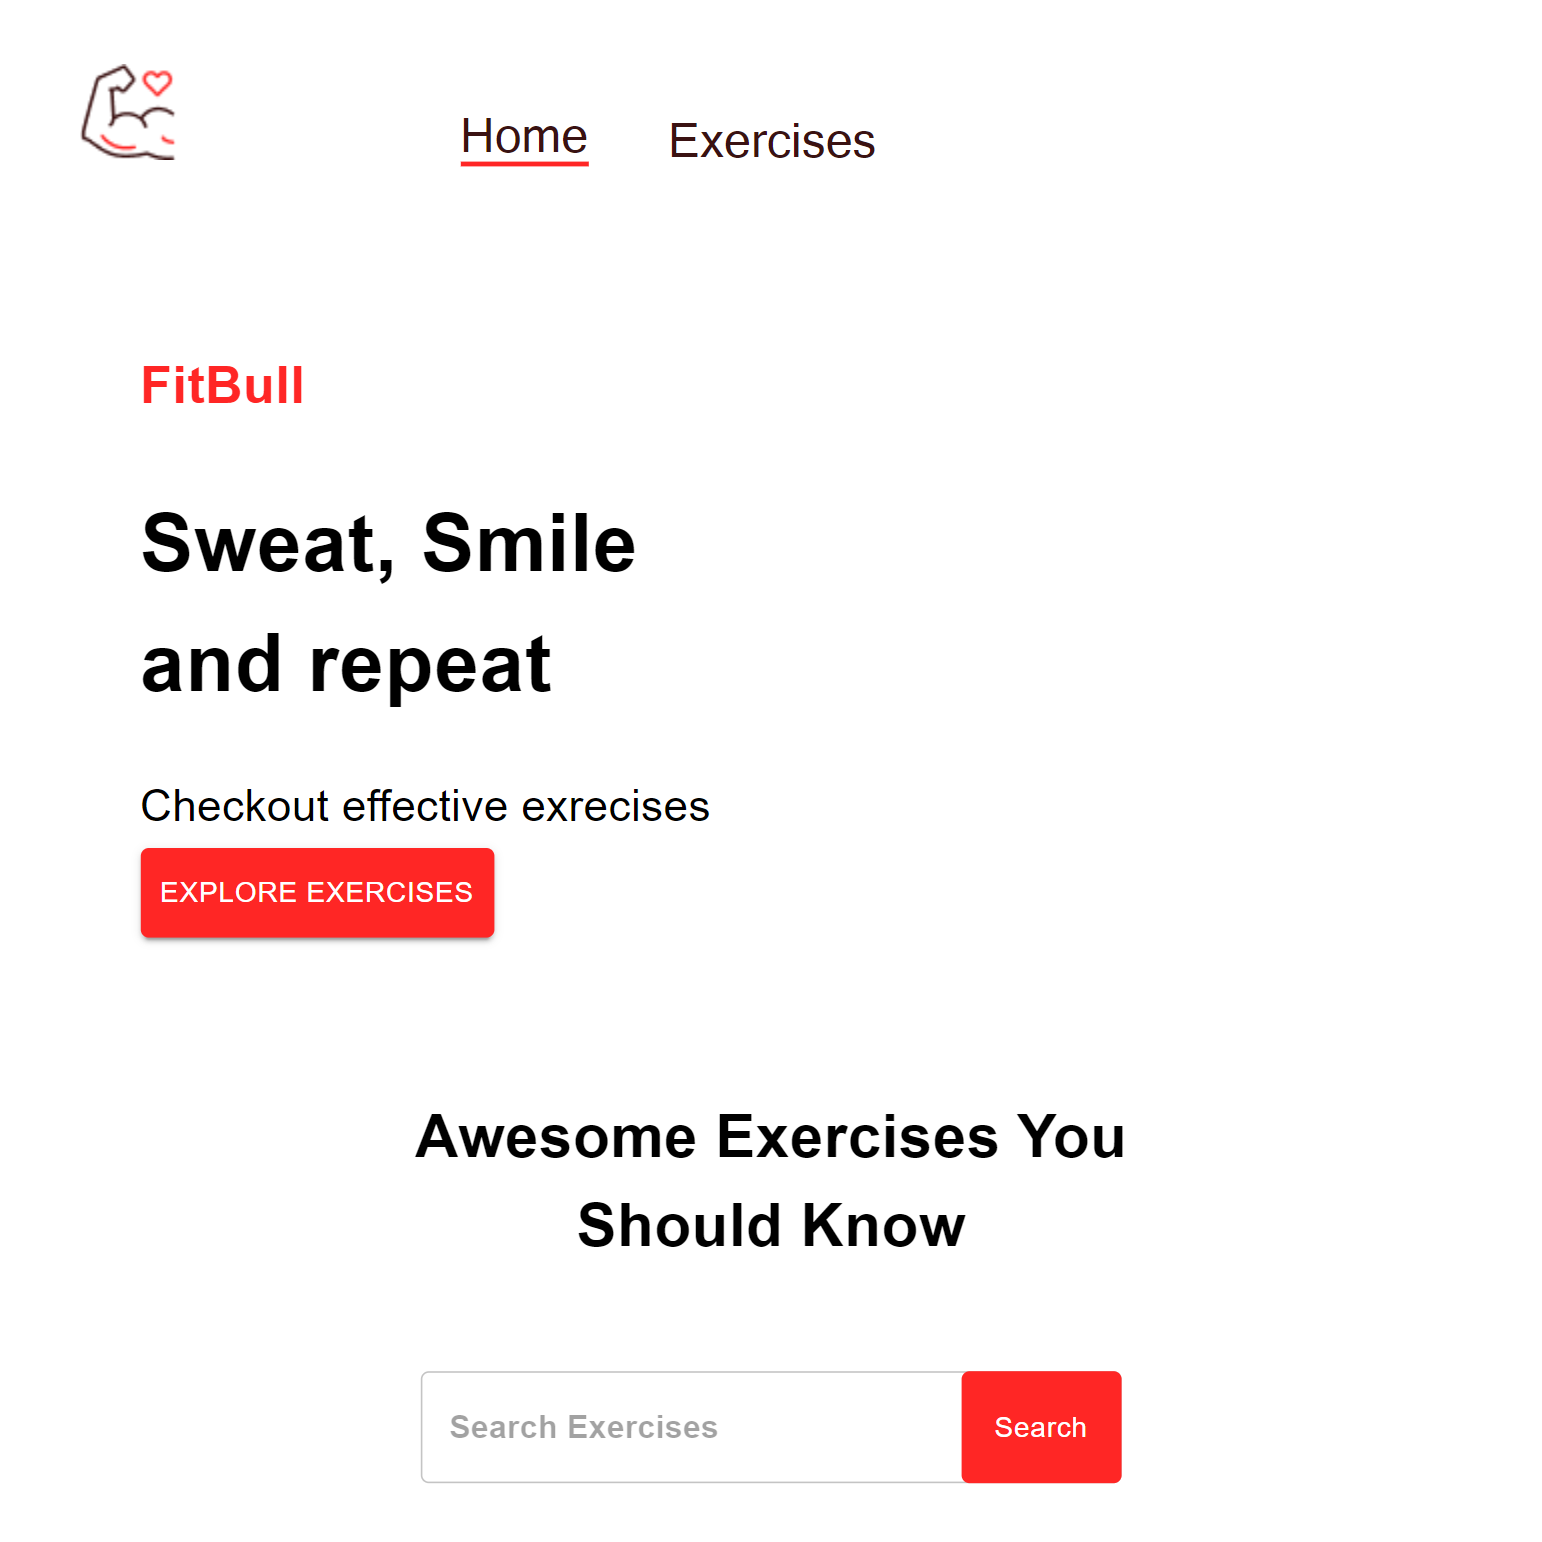 Home
Exercises
FitBull
Sweat, Smile
and repeat
Checkout effective exrecises
EXPLORE EXERCISES
Awesome Exercises You
Should Know
Search Exercises
Search